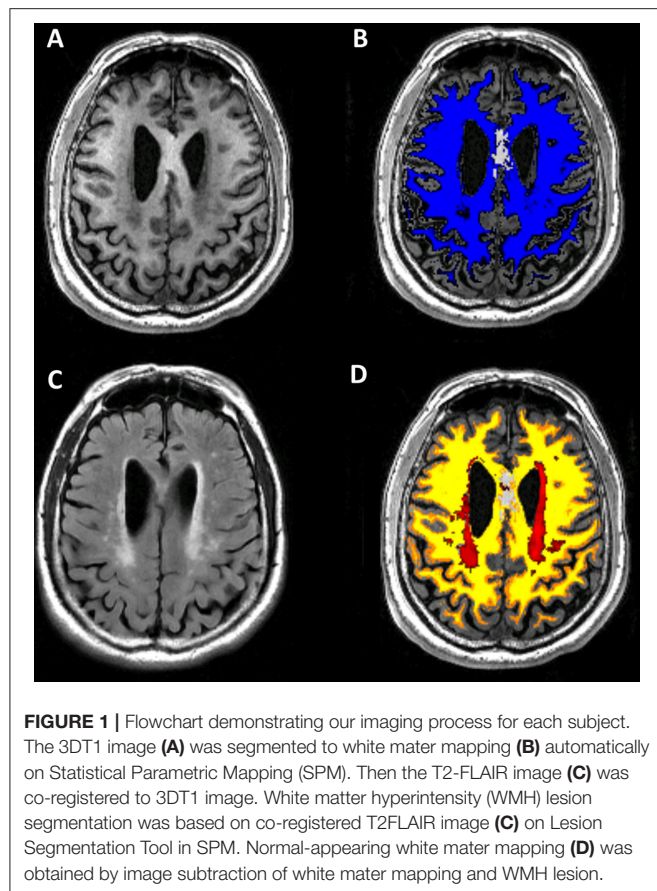 A
B
C
D
FIGURE 1 | Flowchart demonstrating our imaging process for each subject.
The 3DT1 image (A) was segmented to white mater mapping (B) automatically
on Statistical Parametric Mapping (SPM). Then the T2-FLAIR image (C) was
co-registered to 3DT1 image. White matter hyperintensity (WMH) lesion
segmentation was based on co-registered T2FLAIR image (C) on Lesion
Segmentation Tool in SPM. Normal-appearing white mater mapping (D) was
obtained by image subtraction of white mater mapping and WMH lesion.